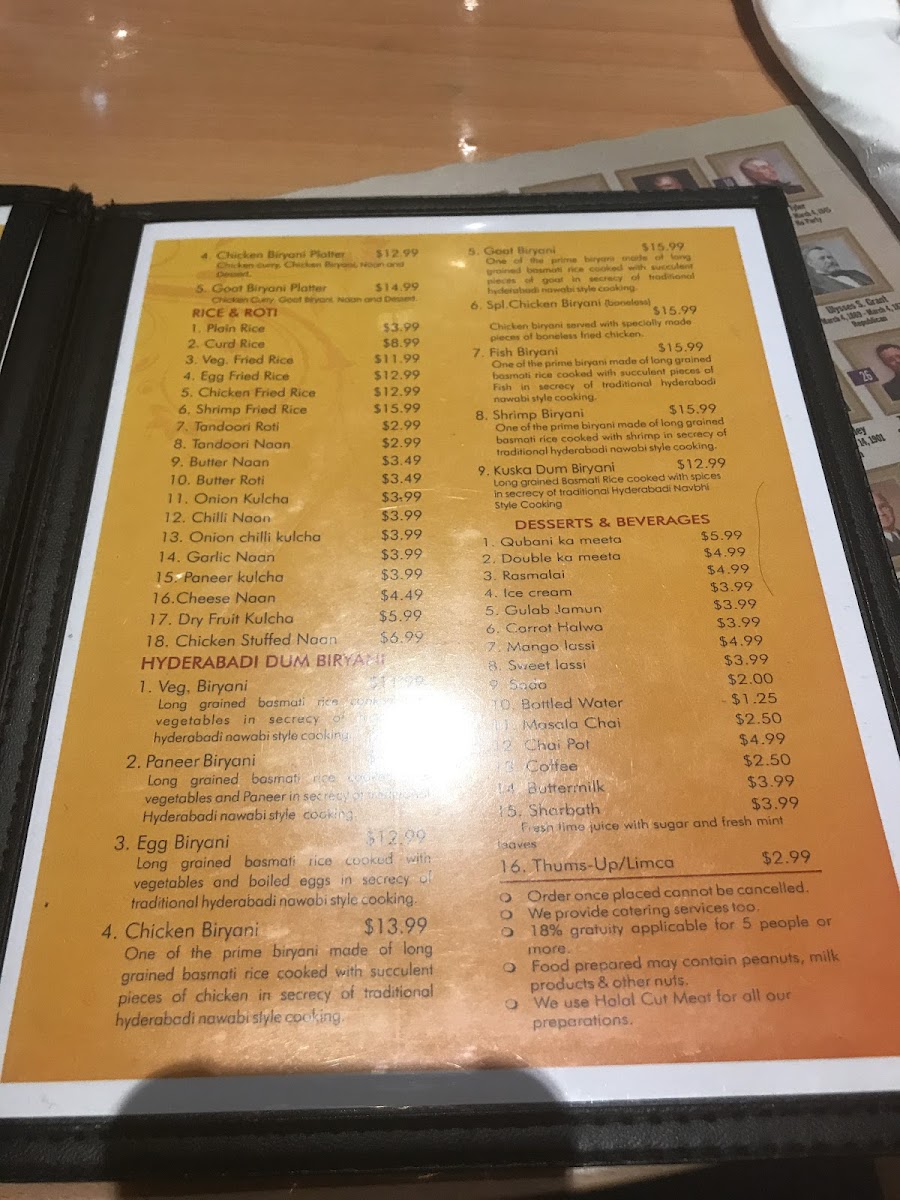 4. Chicken Biryani Platter $12.99
Chicken curry, Chicken Biryani, Naan and
Dessert.
5. Goat Biryani Platter $14.99
Chicken Curry, Goat Biryani, Naan and Dessert.
RICE & ROTI
1. Plain Rice $3.99
2. Curd Rice $8.99
3. Veg. Fried Rice $11.99
4. Egg Fried Rice $12.99
5. Chicken Fried Rice $12.99
6. Shrimp Fried Rice $15.99
7. Tandoori Roti $2.99
8. Tandoori Naan $2.99
9. Butter Naan $3.49
10. Butter Roti $3.49
11. Onion Kulcha $3.99
12. Chilli Naan $3.99
13. Onion chilli kulcha $3.99
14. Garlic Naan $3.99
15. Paneer kulcha $3.99
16. Cheese Naan $4.49
17. Dry Fruit Kulcha $5.99
18. Chicken Stuffed Naan $6.99
HYDERABADI DUM BIRYANI
1. Veg. Biryani
Long grained basmati rice
vegetables in secrecy of
hyderabadi nawabi style cooking.
2. Paneer Biryani
Long grained basmati rice
vegetables and Paneer in secrecy of traditional
Hyderabadi nawabi style cooking.
3. Egg Biryani $12.99
Long grained basmati rice cooked with
vegetables and boiled eggs in secrecy of
traditional hyderabadi nawabi style cooking.
4. Chicken Biryani $13.99
One of the prime biryani made of long
grained basmati rice cooked with succulent
pieces of chicken in secrecy of traditional
hyderabadi nawabi style cooking.
5. Goat Biryani $15.99
One of the prime biryani made of long
grained basmati rice cooked with succulent
pieces of goat in secrecy of traditional
hyderabadi nawabi style cooking.
6. Spl.Chicken Biryani (boneless) $15.99
Chicken biryani served with specially made
pieces of boneless fried chicken.
7. Fish Biryani $15.99
One of the prime biryani made of long grained
basmati rice cooked with succulent pieces of
Fish in secrecy of traditional hyderabadi
nawabi style cooking.
8. Shrimp Biryani $15.99
One of the prime biryani made of long grained
basmati rice cooked with shrimp in secrecy of
traditional hyderabadi nawabi style cooking.
9. Kuska Dum Biryani $12.99
Long grained Basmati Rice cooked with spices
in secrecy of traditional Hyderabadi Navbhi
Style Cooking
DESSERTS & BEVERAGES
1. Qubani ka meeta $5.99
2. Double ka meeta $4.99
3. Rasmalai $4.99
4. Ice cream $3.99
5. Gulab Jamun $3.99
6. Carrot Halwa $3.99
7. Mango lassi $4.99
8. Sweet lassi $3.99
9. Soda $2.00
10. Bottled Water $1.25
11. Masala Chai $2.50
12. Chai Pot $4.99
13. Coffee $2.50
14. Buttermilk $3.99
15. Sharbath $3.99
Fresh lime juice with sugar and fresh mint
leaves
16. Thums-Up/Limca $2.99
Order once placed cannot be cancelled.
We provide catering services too.
18% gratuity applicable for 5 people or
more.
Food prepared may contain peanuts, milk
products & other nuts.
We use Halal Cut Meat for all our
preparations.
Tyler
March 4, 1845
No Party
Ulysses S. Grant
Republican
26
14, 1901